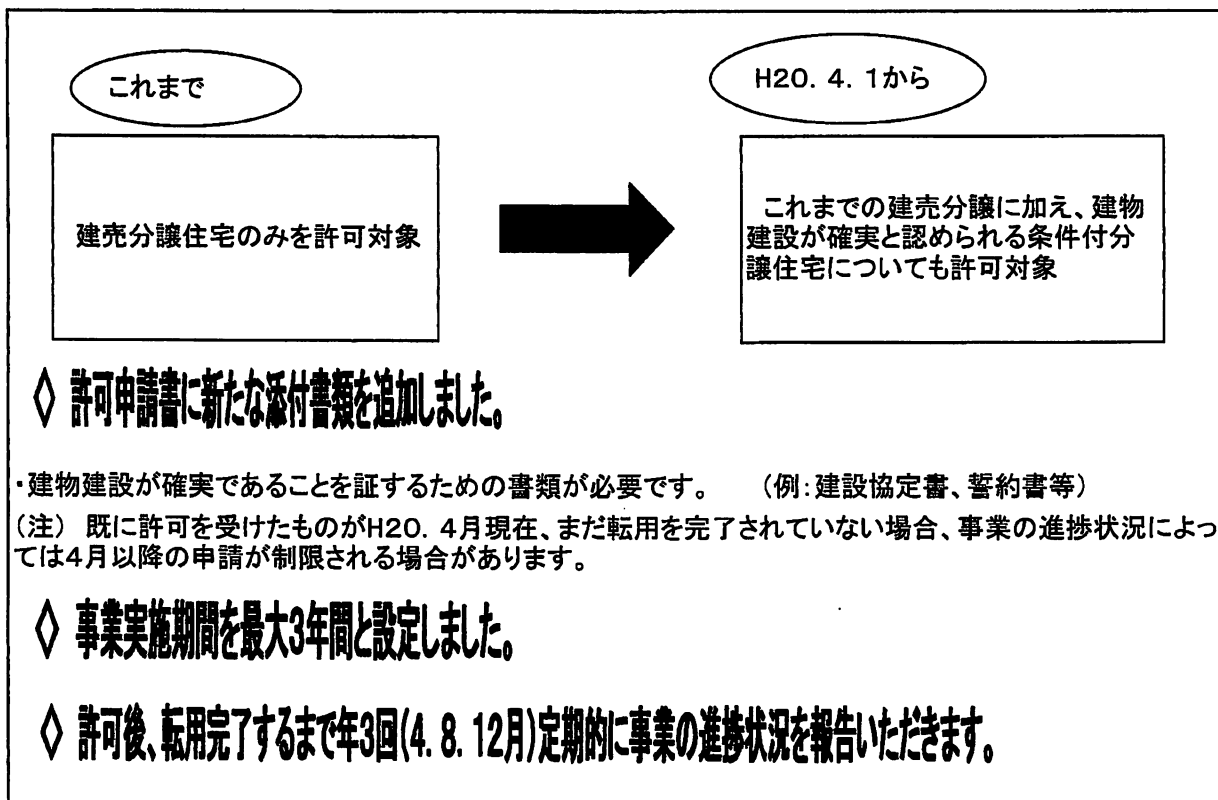 これまで
H20. 4. 1から
建売分譲住宅のみを許可対象
これまでの建売分譲に加え、建物
建設が確実と認められる条件付分
譲住宅についても許可対象
◇ 許可申請書に新たな添付書類を追加しました。
・建物建設が確実であることを証するための書類が必要です。 （例：建設協定書、誓約書等）
（注） 既に許可を受けたものがH20. 4月現在、まだ転用を完了されていない場合、事業の進捗状況によっ
ては4月以降の申請が制限される場合があります。
◇ 事業実施期間を最大3年間と設定しました。
◇ 許可後、転用完了するまで年3回(4. 8. 12月)定期的に事業の進捗状況を報告いただきます。